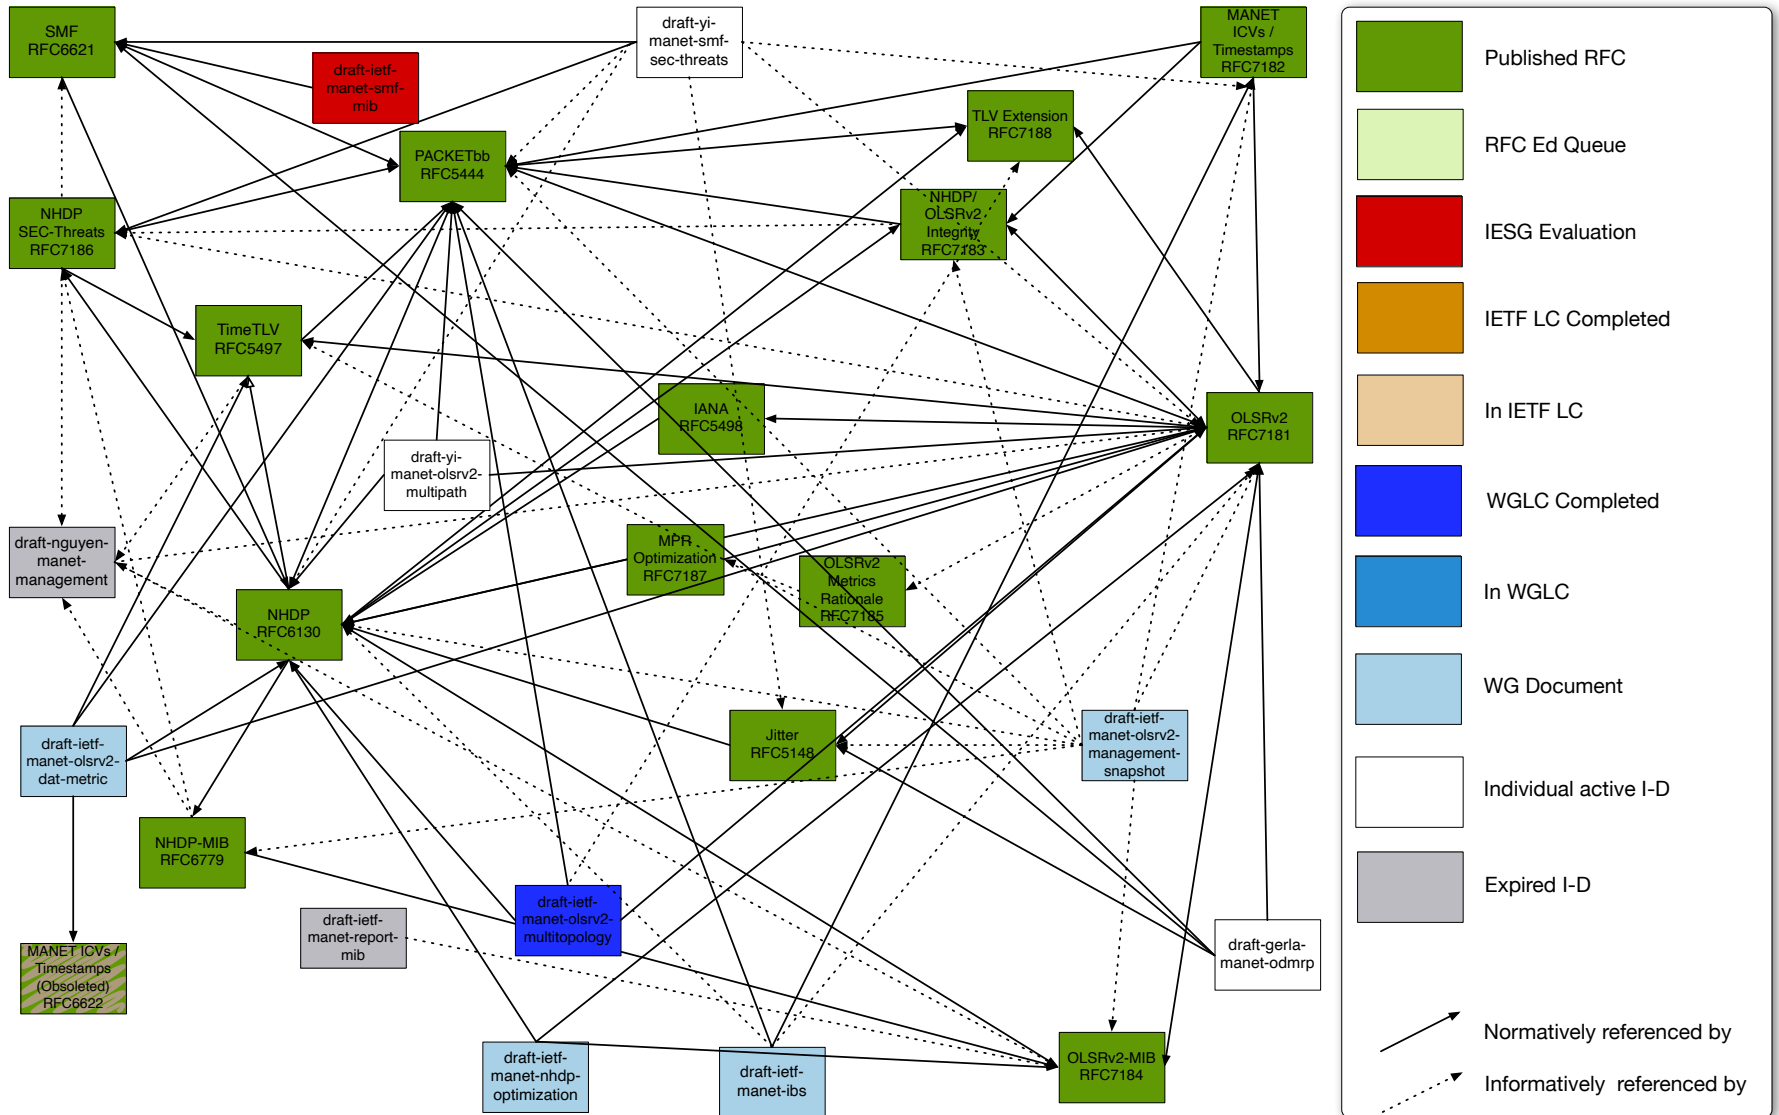 SMF
RFC6621
draft-ietf-
manet-smf-
mib
draft-yi-
manet-smf-
sec-threats
MANET
ICVs /
Timestamps
RFC7182
PACKETbb
RFC5444
TLV Extension
RFC7188
NHDP
SEC-Threats
RFC7186
NHDP/
OLSRv2
Integrity
RFC7183
TimeTLV
RFC5497
IANA
RFC5498
OLSRv2
RFC7181
draft-yi-
manet-olsrv2-
multipath
draft-nguyen-
manet-
management
MPR
Optimization
RFC7187
OLSRv2
Metrics
Rationale
RFC7185
NHDP
RFC6130
draft-ietf-
manet-olsrv2-
dat-metric
Jitter
RFC5148
draft-ietf-
manet-olsrv2-
management-
snapshot
NHDP-MIB
RFC6779
draft-ietf-
manet-report-
mib
draft-ietf-
manet-olsrv2-
multitopology
draft-gerla-
manet-odmrp
MANET ICVs /
Timestamps
(Obsoleted)
RFC6622
draft-ietf-
manet-nhdp-
optimization
draft-ietf-
manet-ibs
OLSRv2-MIB
RFC7184
Published RFC
RFC Ed Queue
IESG Evaluation
IETF LC Completed
In IETF LC
WGLC Completed
In WGLC
WG Document
Individual active I-D
Expired I-D
Normatively referenced by
Informatively referenced by